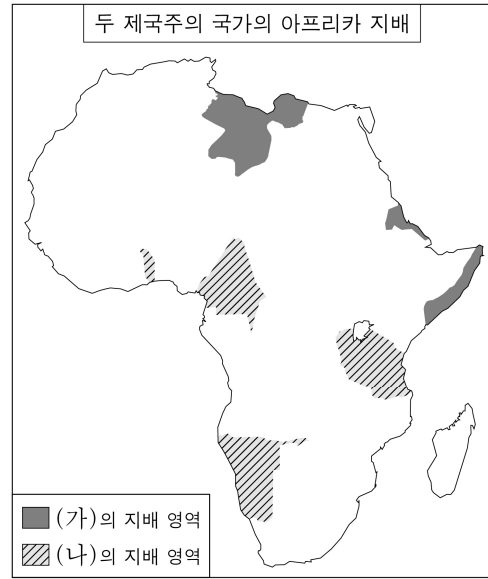 두 제국주의 국가의 아프리카 지배
(가)의 지배 영역
(나)의 지배 영역